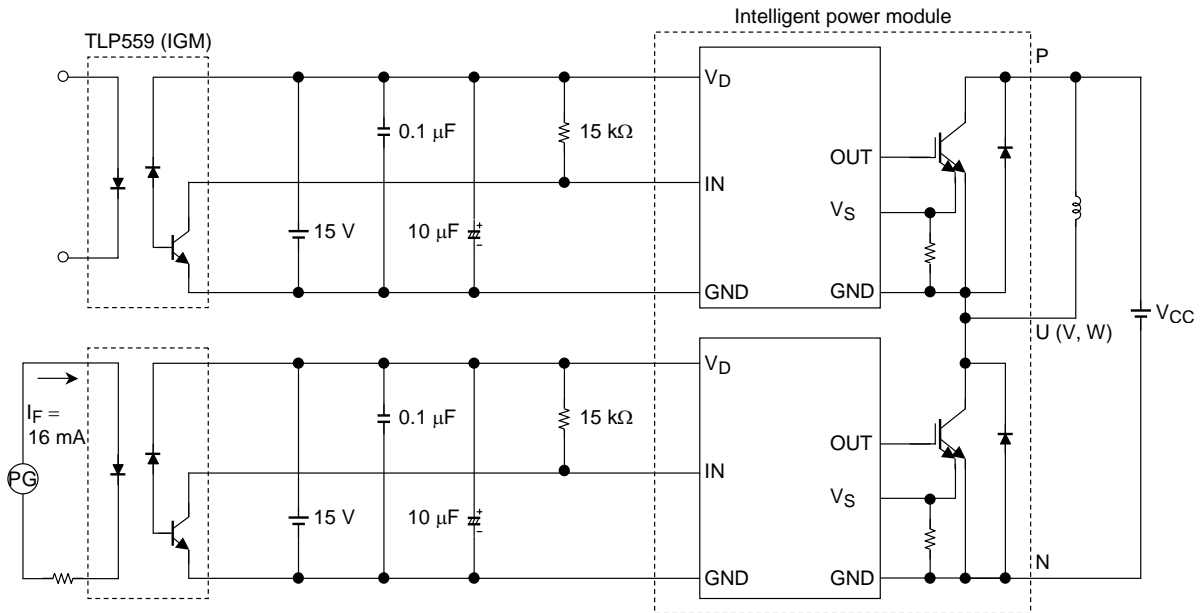 Intelligent power module
TLP559 (IGM)
P
VD
0.1 μF
15 kΩ
OUT
IN
VS
15 V
10 μF
+
−
GND
GND
U (V, W)
VCC
VD
IF =
16 mA
0.1 μF
15 kΩ
OUT
PG
IN
VS
15 V
10 μF
+
−
N
GND
GND